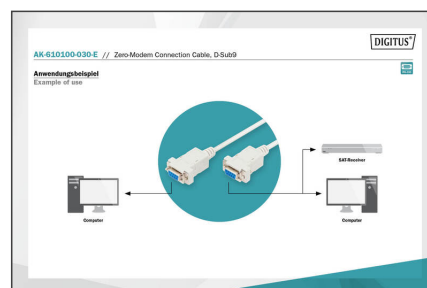 DIGITUS®
AK-610100-030-E // Zero-Modem Connection Cable, D-Sub9
Anwendungsbeispiel
Example of use
SAT-Receiver
Computer
Computer